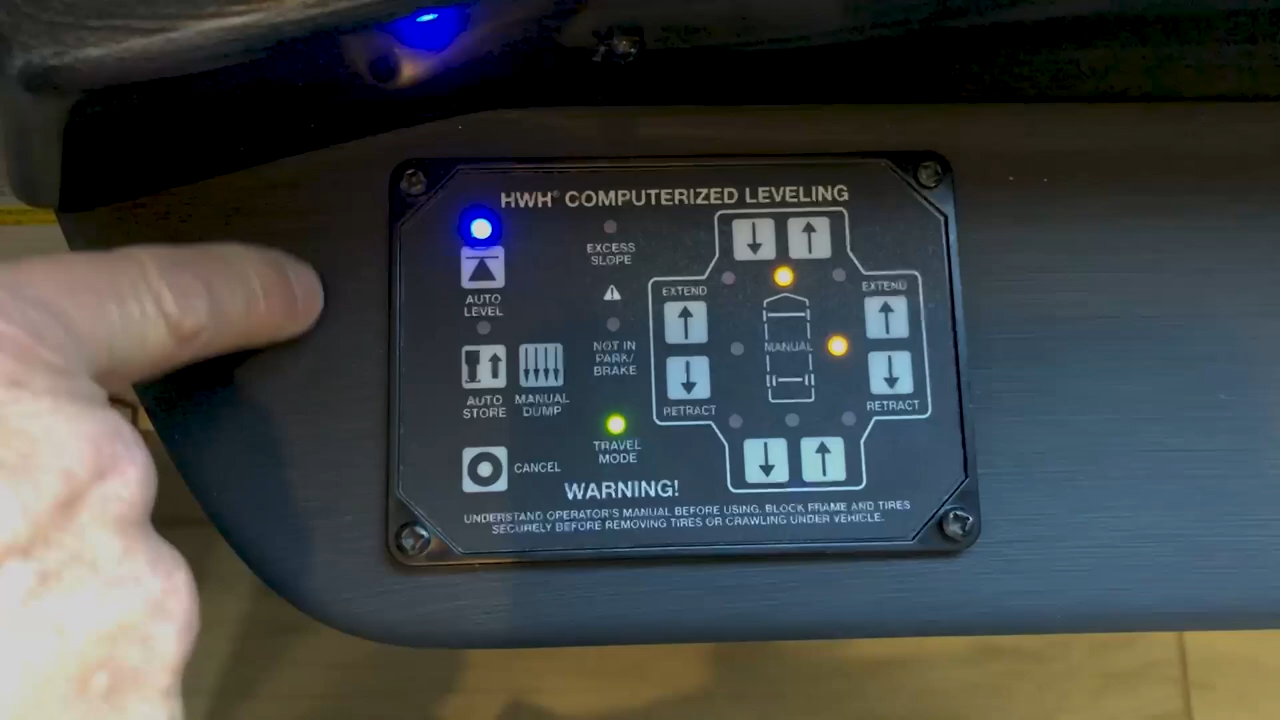 HWH® COMPUTERIZED LEVELING
AUTO
LEVEL
EXCESS
SLOPE
NOT IN
PARK/
BRAKE
AUTO
STORE
MANUAL
DUMP
TRAVEL
MODE
CANCEL
EXTEND
RETRACT
MANUAL
EXTEND
RETRACT
WARNING!
UNDERSTAND OPERATOR'S MANUAL BEFORE USING. BLOCK FRAME AND TIRES
SECURELY BEFORE REMOVING TIRES OR CRAWLING UNDER VEHICLE.